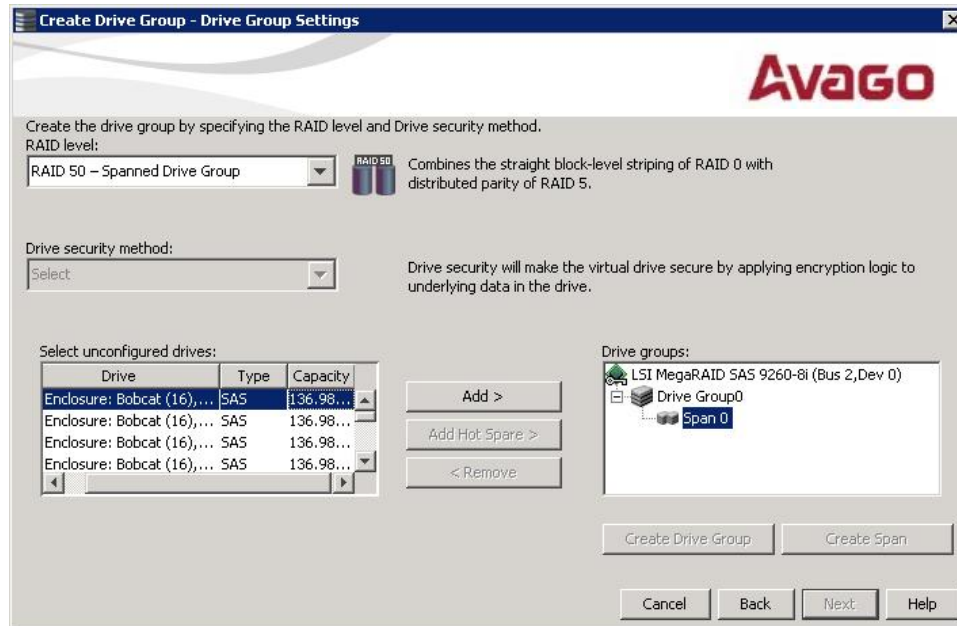 Create Drive Group - Drive Group Settings
AVAGO
Create the drive group by specifying the RAID level and Drive security method.
RAID level:
RAID 50 – Spanned Drive Group
RAID 50
Combines the straight block-level striping of RAID 0 with
distributed parity of RAID 5.
Drive security method:
Select
Drive security will make the virtual drive secure by applying encryption logic to
underlying data in the drive.
Select unconfigured drives:
Drive Type Capacity
Enclosure: Bobcat (16),... SAS 136.98...
Enclosure: Bobcat (16),... SAS 136.98...
Enclosure: Bobcat (16),... SAS 136.98...
Enclosure: Bobcat (16),... SAS 136.98...
Add >
Add Hot Spare >
< Remove
Drive groups:
LSI MegaRAID SAS 9260-8i (Bus 2,Dev 0)
Drive Group0
Span 0
Create Drive Group Create Span
Cancel Back Next Help